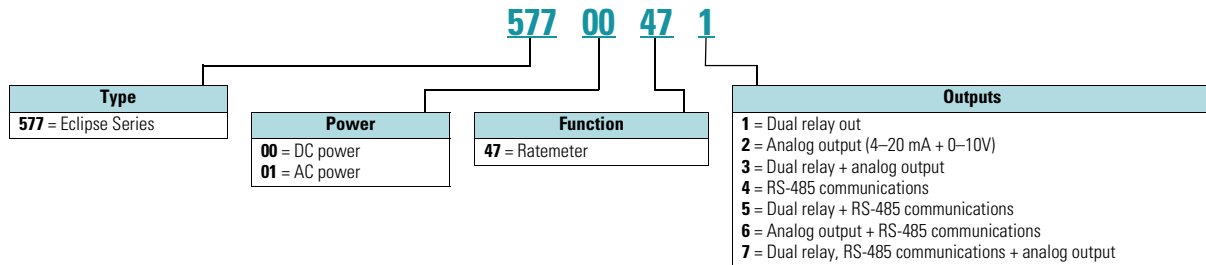 577 00 47 1
Type
577 = Eclipse Series
Power
00 = DC power
01 = AC power
Function
47 = Ratemeter
Outputs
1 = Dual relay out
2 = Analog output (4–20 mA + 0–10V)
3 = Dual relay + analog output
4 = RS-485 communications
5 = Dual relay + RS-485 communications
6 = Analog output + RS-485 communications
7 = Dual relay, RS-485 communications + analog output